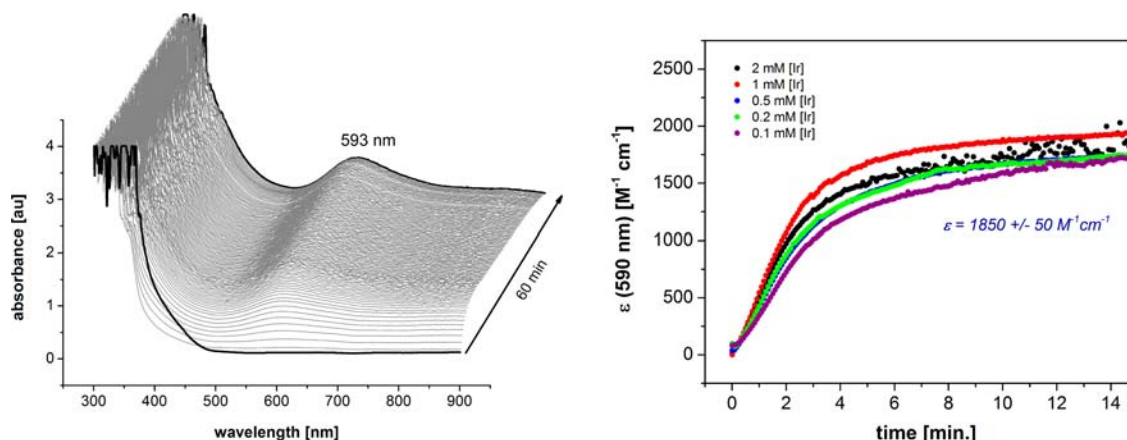 593 nm
4
3
2
1
0
absorbance [au]
300 400 500 600 700 800 900
wavelength [nm]
60 min
2500
2000
1500
1000
500
0
ε (590 nm) [M⁻¹ cm⁻¹]
2 mM [Ir]
1 mM [Ir]
0.5 mM [Ir]
0.2 mM [Ir]
0.1 mM [Ir]
ε = 1850 +/- 50 M⁻¹cm⁻¹
0 2 4 6 8 10 12 14
time [min.]